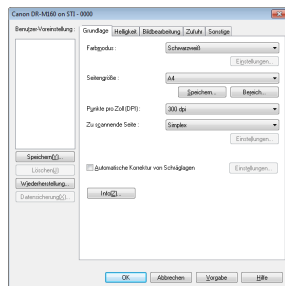 Canon DR-M160 on STI - 0000
Benutzer-Voreinstellung :
Speichern(V)...
Löschen(J)
Wiederherstellung...
Datensicherung(X)...
Grundlage Helligkeit Bildbearbeitung Zufuhr Sonstige
Farbmodus : Schwarzweiß
Einstellungen...
Seitengröße : A4
Speichern... Bereich...
Punkte pro Zoll (DPI): 300 dpi
Zu scannende Seite : Simplex
Einstellungen...
Automatische Korrektur von Schräglagen Einstellungen...
Info(Z)...
OK Abbrechen Vorgabe Hilfe